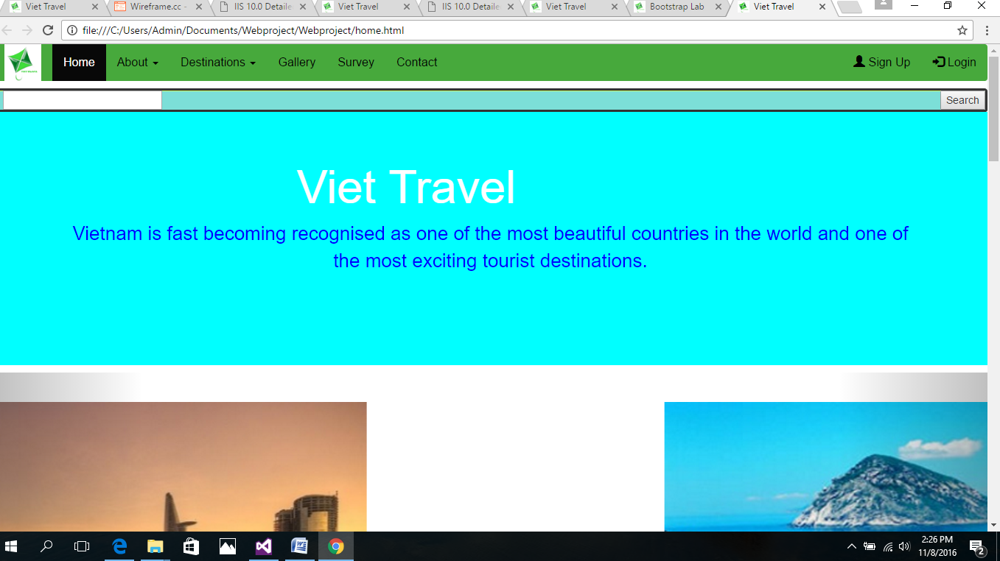 Viet Travel
Wireframe.cc -
IIS 10.0 Detaile
Viet Travel
IIS 10.0 Detaile
Viet Travel
Bootstrap Lab
Viet Travel
file:///C:/Users/Admin/Documents/Webproject/Webproject/home.html
Home About Destinations Gallery Survey Contact Sign Up Login
Search
Viet Travel
Vietnam is fast becoming recognised as one of the most beautiful countries in the world and one of
the most exciting tourist destinations.
2:26 PM
11/8/2016
2